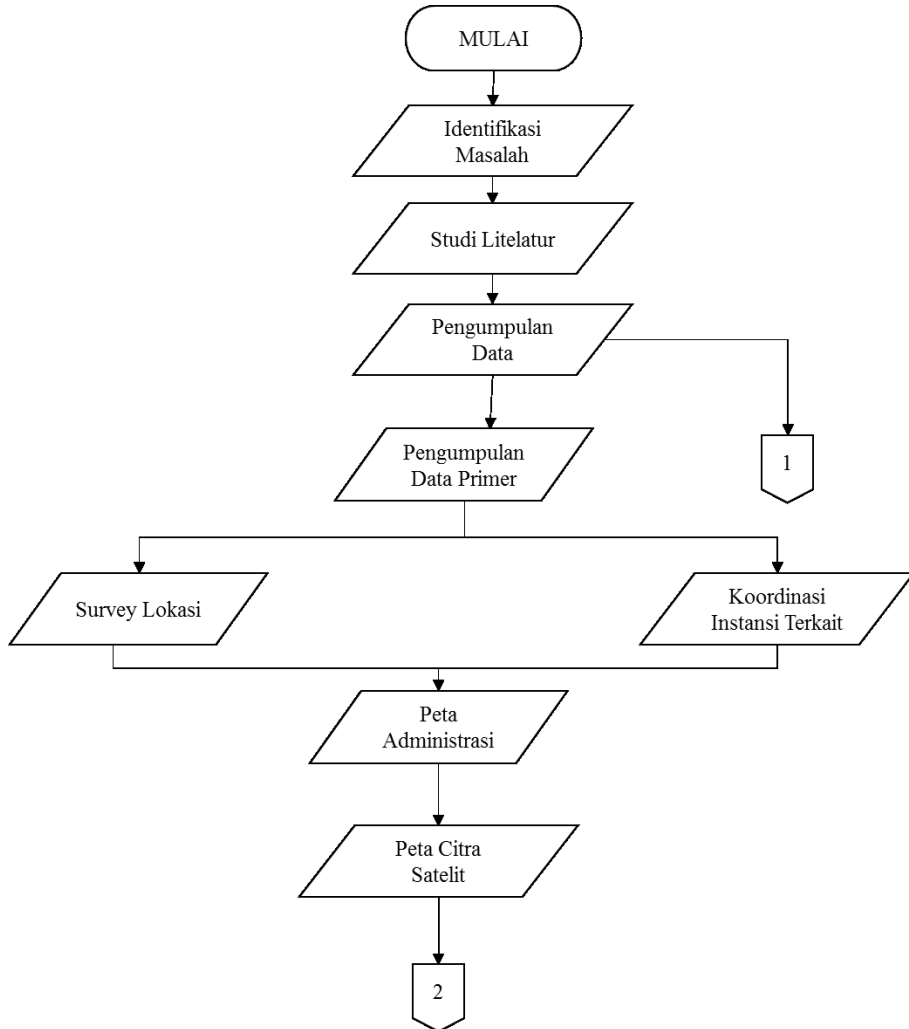 MULAI
Identifikasi
Masalah
Studi Litelatur
Pengumpulan
Data
Pengumpulan
Data Primer
1
Survey Lokasi
Koordinasi
Instansi Terkait
Peta
Administrasi
Peta Citra
Satelit
2